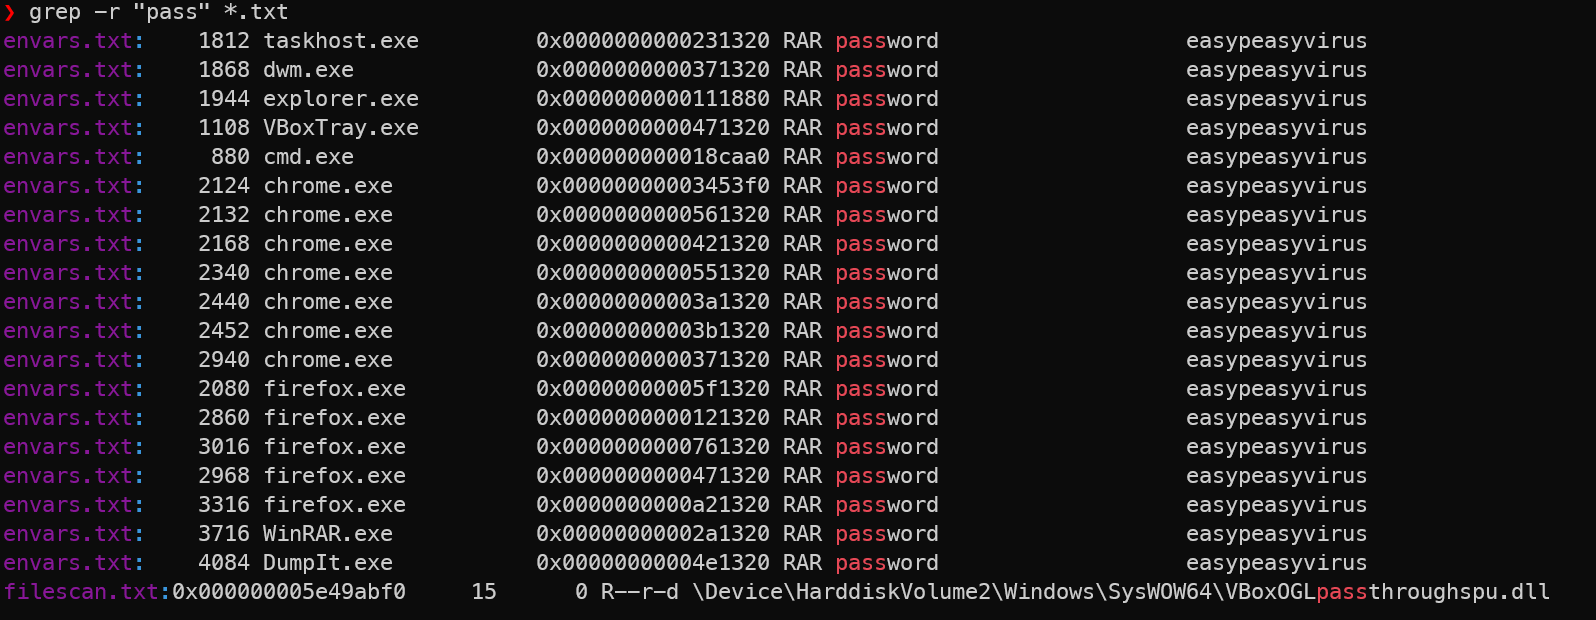 ❯ grep -r "pass" *.txt
envars.txt:    1812 taskhost.exe         0x0000000000231320 RAR password                   easypeasyvirus
envars.txt:    1868 dwm.exe              0x0000000000371320 RAR password                   easypeasyvirus
envars.txt:    1944 explorer.exe         0x0000000000111880 RAR password                   easypeasyvirus
envars.txt:    1108 VBoxTray.exe         0x0000000000471320 RAR password                   easypeasyvirus
envars.txt:     880 cmd.exe              0x000000000018caa0 RAR password                   easypeasyvirus
envars.txt:    2124 chrome.exe           0x00000000003453f0 RAR password                   easypeasyvirus
envars.txt:    2132 chrome.exe           0x0000000000561320 RAR password                   easypeasyvirus
envars.txt:    2168 chrome.exe           0x0000000000421320 RAR password                   easypeasyvirus
envars.txt:    2340 chrome.exe           0x0000000000551320 RAR password                   easypeasyvirus
envars.txt:    2440 chrome.exe           0x00000000003a1320 RAR password                   easypeasyvirus
envars.txt:    2452 chrome.exe           0x00000000003b1320 RAR password                   easypeasyvirus
envars.txt:    2940 chrome.exe           0x0000000000371320 RAR password                   easypeasyvirus
envars.txt:    2080 firefox.exe          0x00000000005f1320 RAR password                   easypeasyvirus
envars.txt:    2860 firefox.exe          0x0000000000121320 RAR password                   easypeasyvirus
envars.txt:    3016 firefox.exe          0x0000000000761320 RAR password                   easypeasyvirus
envars.txt:    2968 firefox.exe          0x0000000000471320 RAR password                   easypeasyvirus
envars.txt:    3316 firefox.exe          0x0000000000a21320 RAR password                   easypeasyvirus
envars.txt:    3716 WinRAR.exe           0x00000000002a1320 RAR password                   easypeasyvirus
envars.txt:    4084 DumpIt.exe           0x00000000004e1320 RAR password                   easypeasyvirus
filescan.txt:0x000000005e49abf0     15      0 R--r-d \Device\HarddiskVolume2\Windows\SysWOW64\VBoxOGLpassthroughspu.dll